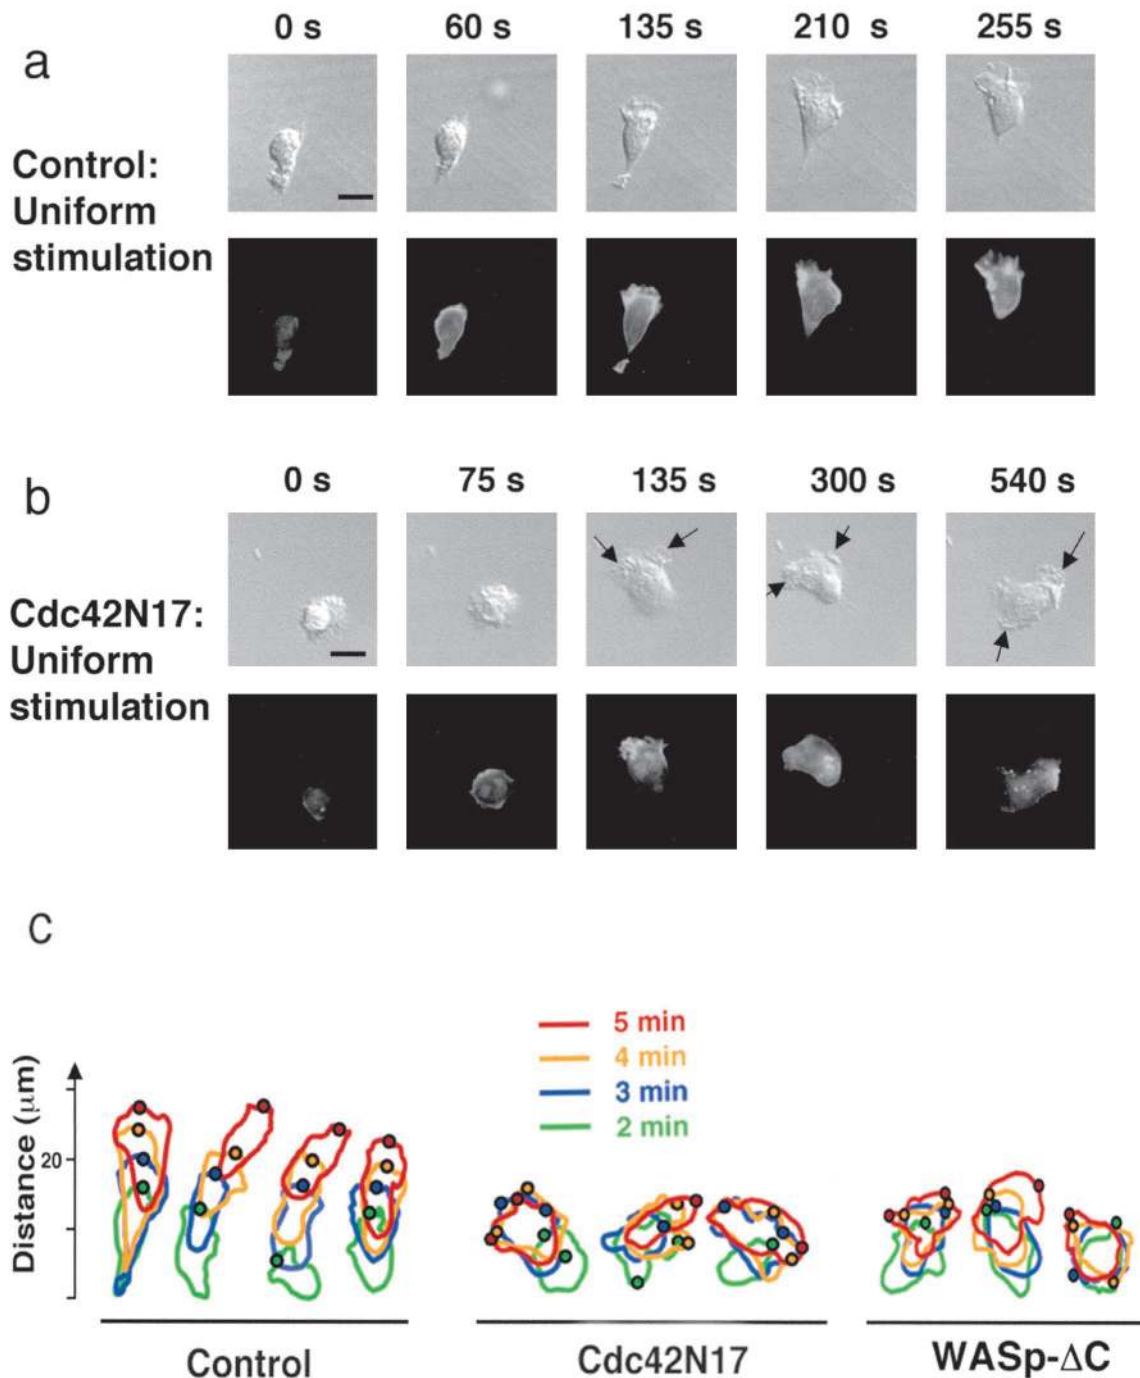 a
0 s 60 s 135 s 210 s 255 s
Control:
Uniform
stimulation
b
0 s 75 s 135 s 300 s 540 s
Cdc42N17:
Uniform
stimulation
C
5 min
4 min
3 min
2 min
Distance (μm)
20
Control Cdc42N17 WASp-ΔC